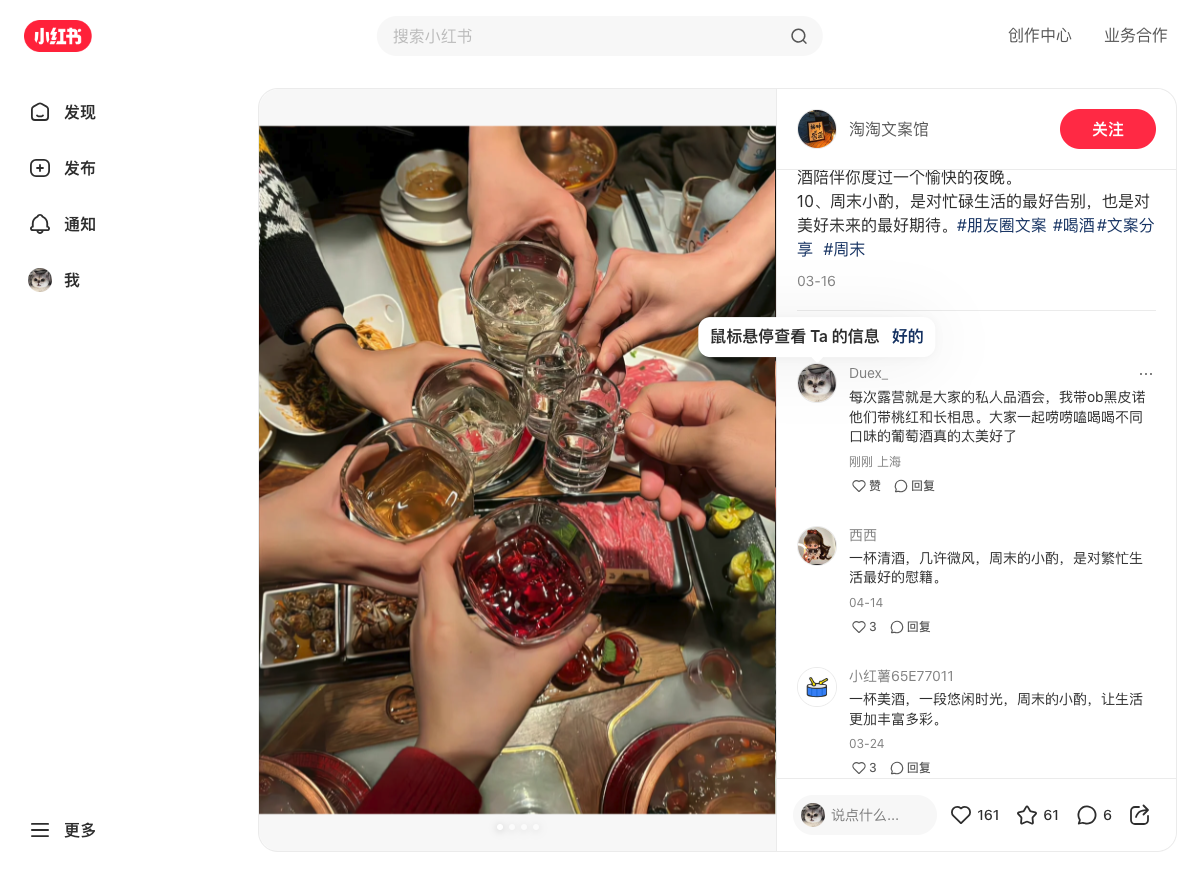 小红书
搜索小红书
创作中心
业务合作
发现
发布
通知
我
更多
淘淘文案馆
关注
酒陪伴你度过一个愉快的夜晚。
10、周末小酌，是对忙碌生活的最好告别，也是对
美好未来的最好期待。#朋友圈文案 #喝酒#文案分
享 #周末
03-16
鼠标悬停查看 Ta 的信息 好的
Duex_
每次露营就是大家的私人品酒会，我带ob黑皮诺
他们带桃红和长相思。大家一起唠唠嗑喝喝不同
口味的葡萄酒真的太美好了
刚刚 上海
赞 回复
西西
一杯清酒，几许微风，周末的小酌，是对繁忙生
活最好的慰籍。
04-14
3 回复
小红薯65E77011
一杯美酒，一段悠闲时光，周末的小酌，让生活
更加丰富多彩。
03-24
3 回复
说点什么...
161
61
6